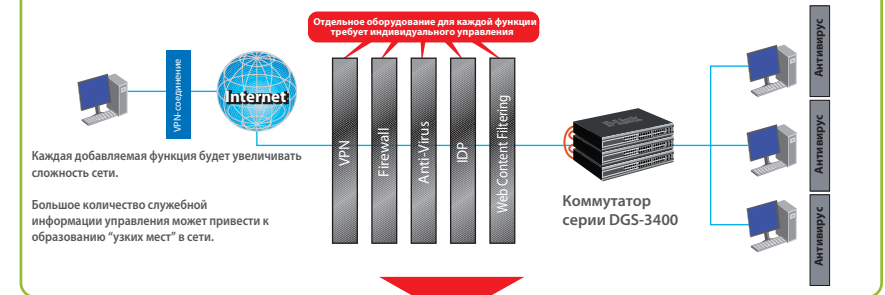 Отдельное оборудование для каждой функции
требует индивидуального управления
VPN-соединение
Internet
VPN
Firewall
Anti-Virus
IDP
Web Content Filtering
D-Link
Коммутатор
серии DGS-3400
Антивирус
Антивирус
Антивирус
Каждая добавляемая функция будет увеличивать
сложность сети.
Большое количество служебной
информации управления может привести к
образованию “узких мест” в сети.